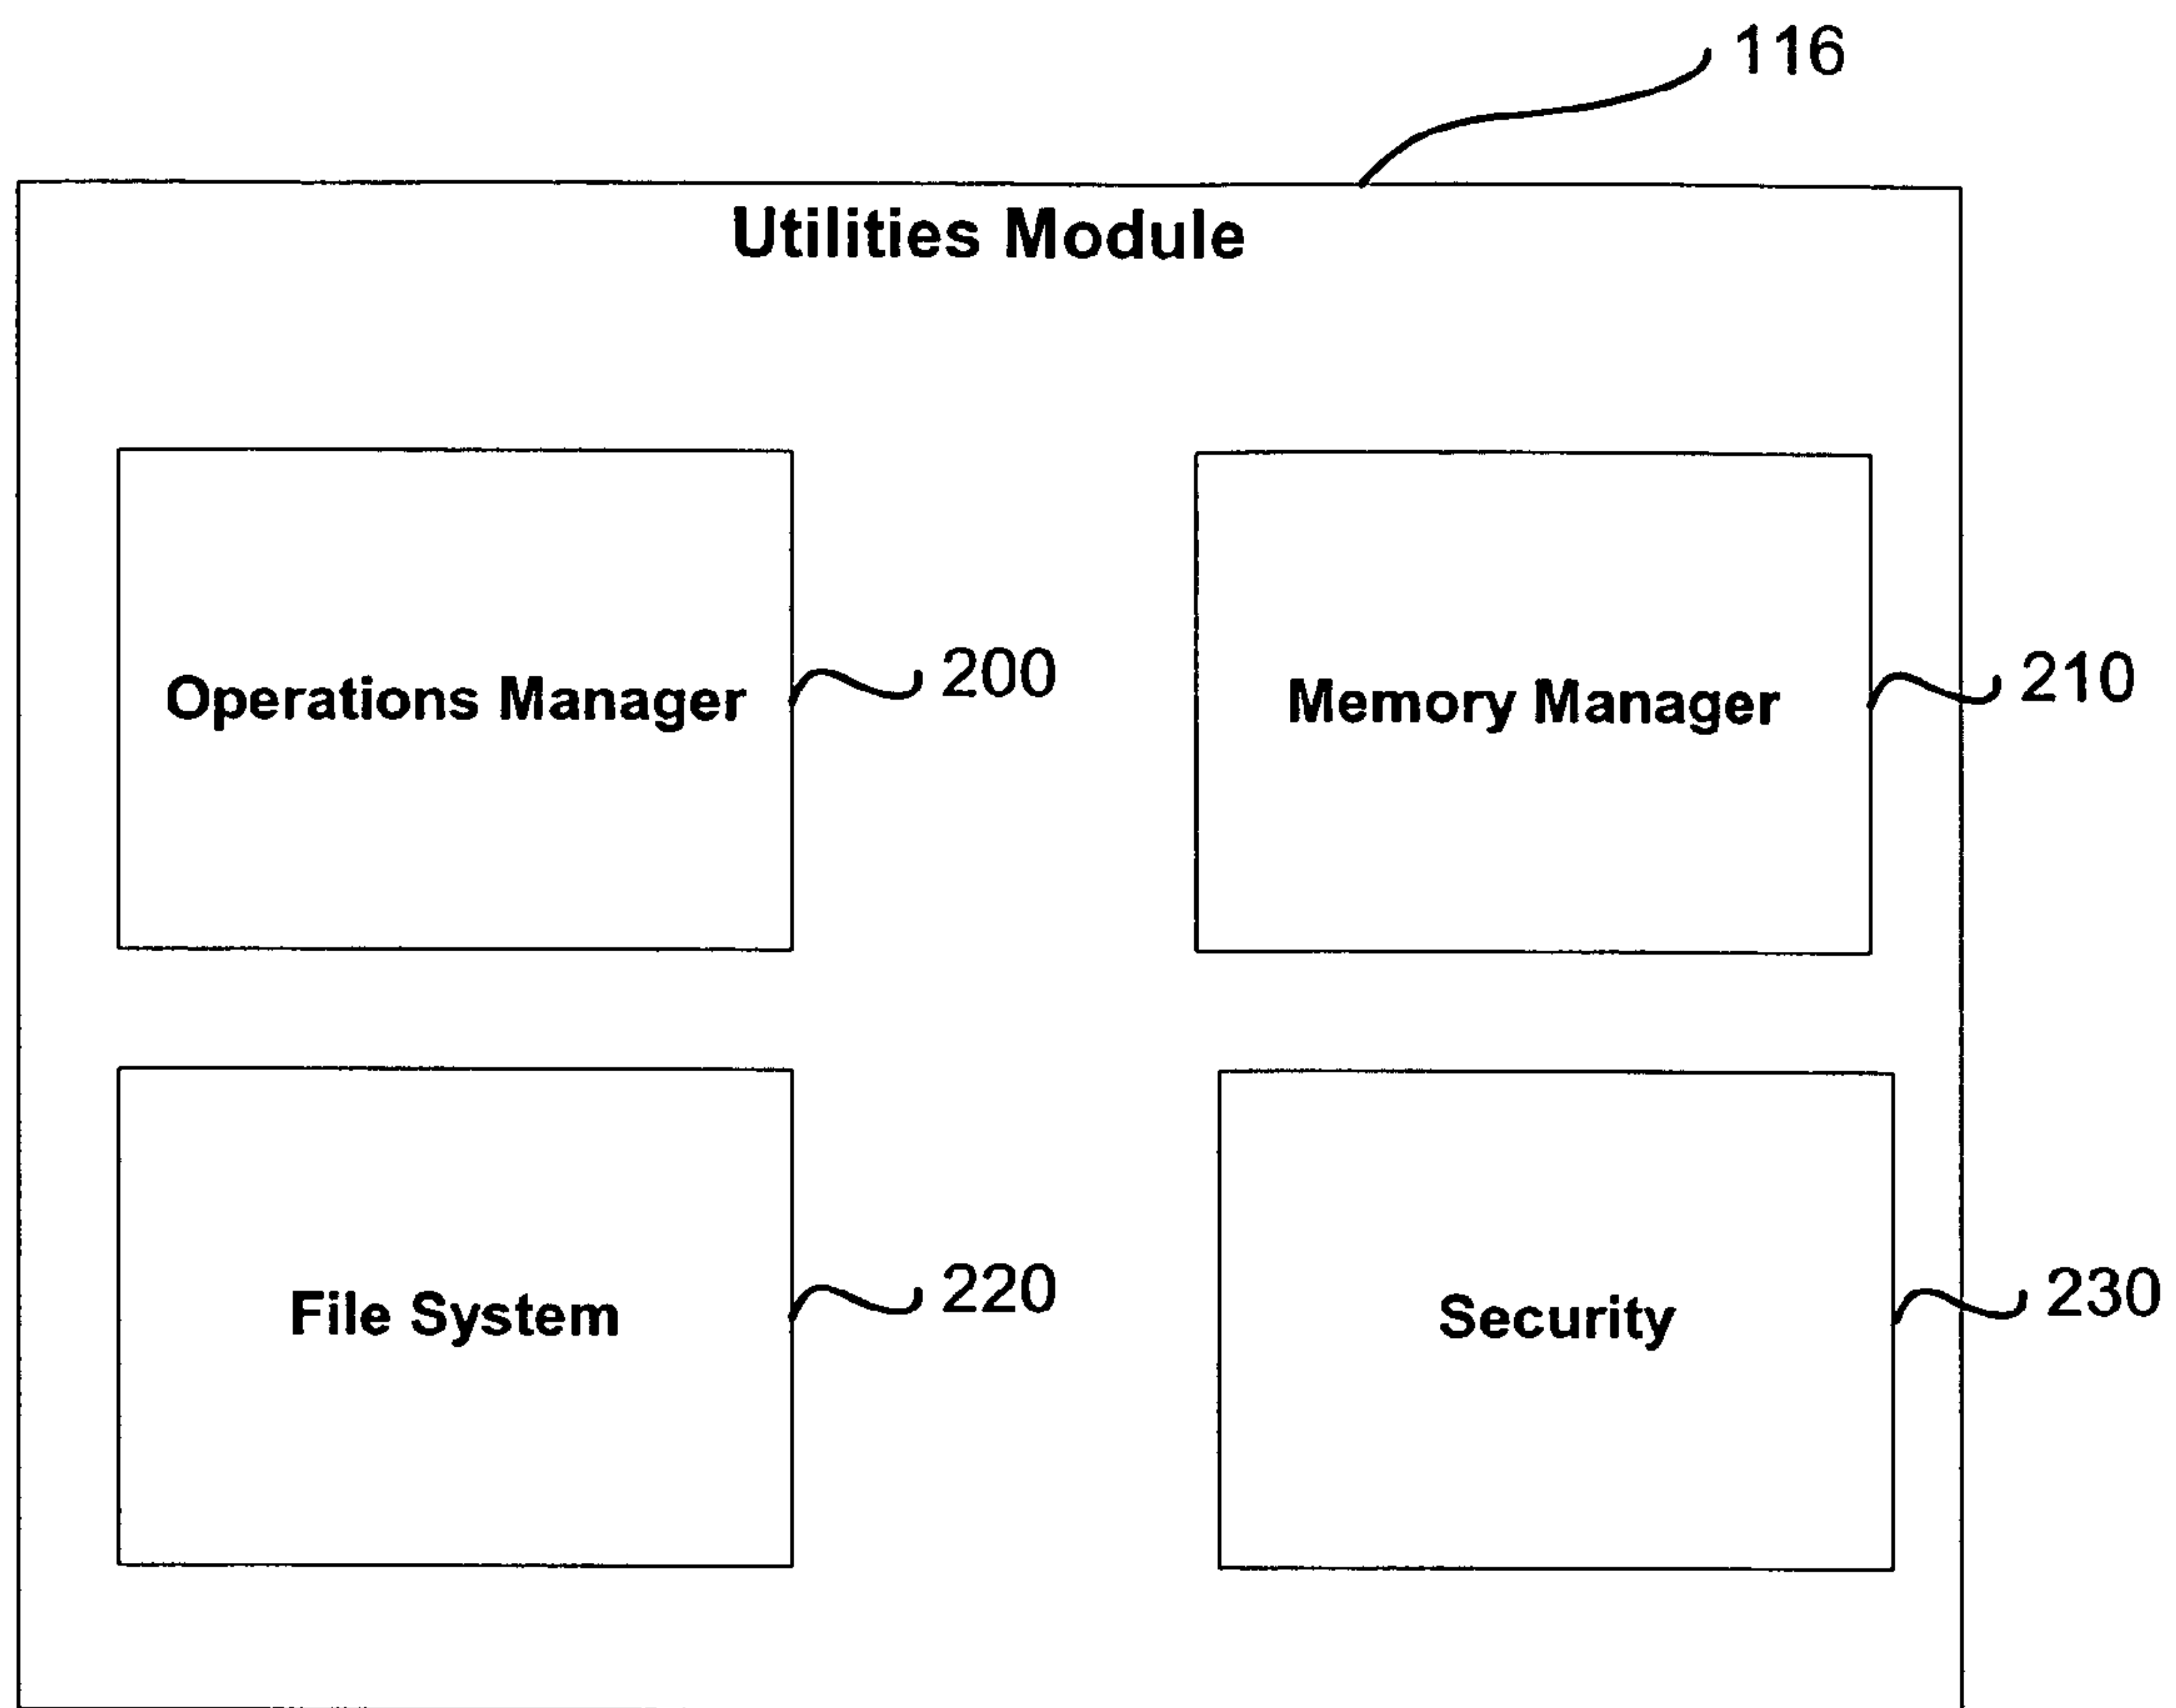 116
Utilities Module
Operations Manager
200
Memory Manager
210
File System
220
Security
230